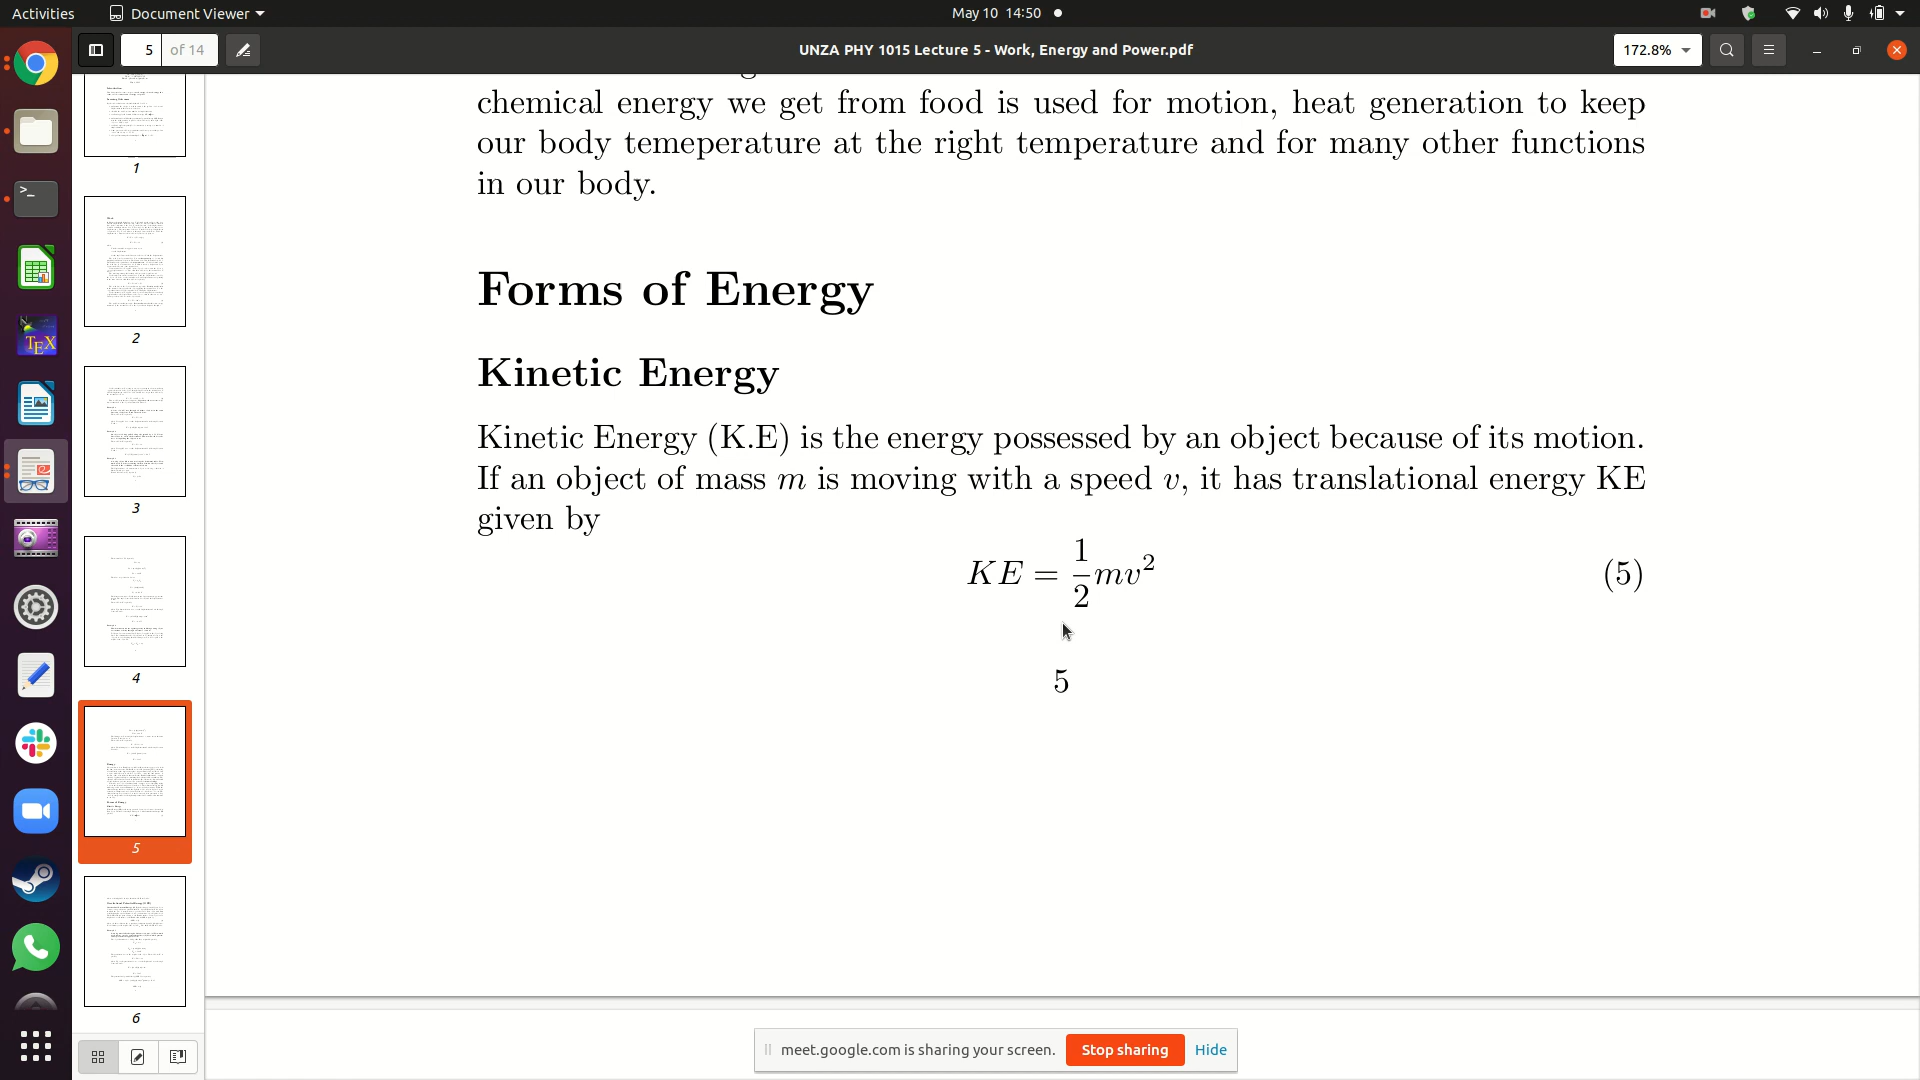 Activities
Document Viewer
May 10 14:50
5 of 14
UNZA PHY 1015 Lecture 5 - Work, Energy and Power.pdf
172.8%
chemical energy we get from food is used for motion, heat generation to keep
our body temeperature at the right temperature and for many other functions
in our body.
Forms of Energy
Kinetic Energy
Kinetic Energy (K.E) is the energy possessed by an object because of its motion.
If an object of mass m is moving with a speed v, it has translational energy KE
given by
KE = \frac{1}{2}mv^2 (5)
5
1
2
3
4
5
6
TEX
meet.google.com is sharing your screen.
Stop sharing
Hide